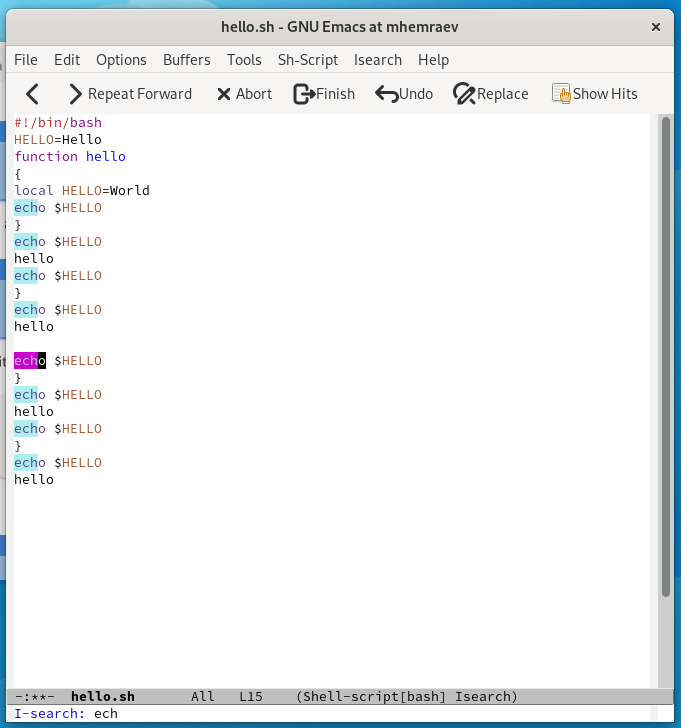 hello.sh - GNU Emacs at mhemraev ×
File Edit Options Buffers Tools Sh-Script Isearch Help
Repeat Forward Abort Finish Undo Replace Show Hits
#!/bin/bash
HELLO=Hello
function hello
{
local HELLO=World
echo $HELLO
}
echo $HELLO
hello
echo $HELLO
}
echo $HELLO
hello
echo $HELLO
}
echo $HELLO
hello
echo $HELLO
}
echo $HELLO
hello
-:**- hello.sh All L15 (Shell-script[bash] Isearch)
I-search: ech